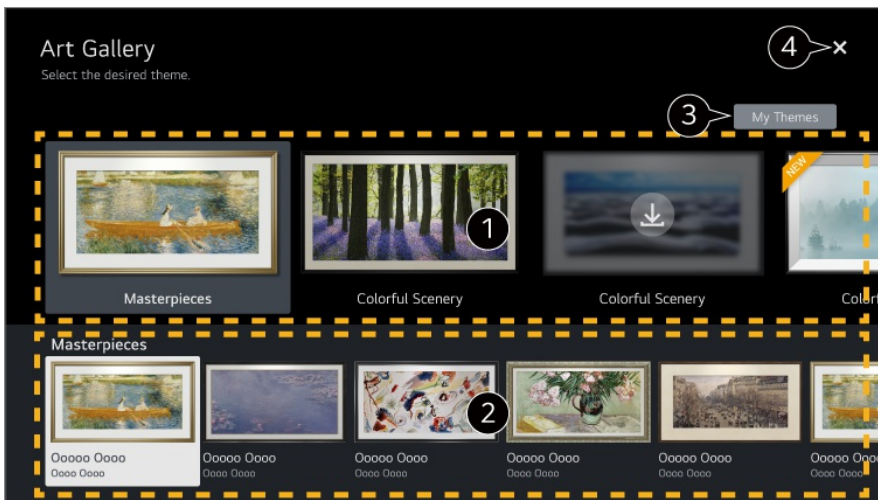 Art Gallery
Select the desired theme.
4
3
My Themes
NEW
1
Masterpieces
Colorful Scenery
Colorful Scenery
Colorf
Masterpieces
2
Ooooo Oooo
Ooooo Oooo
Ooooo Oooo
Ooooo Oooo
Ooooo Oooo
Ooooo Ooo
Oooo Oooo
Oooo Oooo
Oooo Oooo
Oooo Oooo
Oooo Oooo
Oooo Oooo